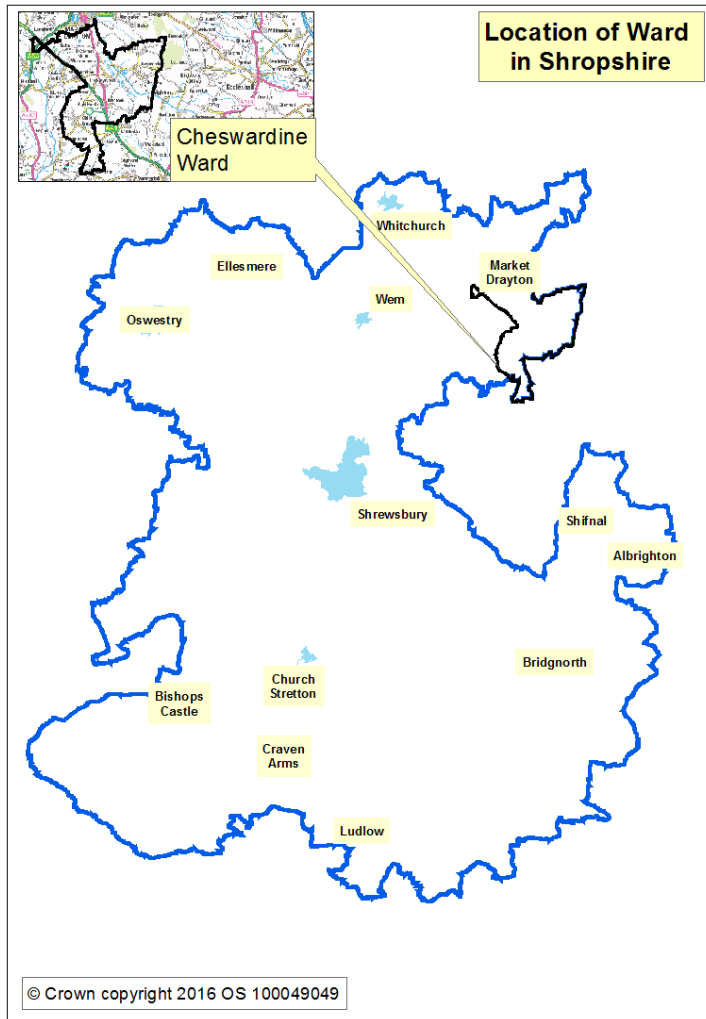 Location of Ward
in Shropshire
Eccleshall
Cheswardine
Ward
Whitchurch
Ellesmere
Market
Drayton
Wem
Oswestry
Shrewsbury
Shifnal
Albrighton
Bridgnorth
Church
Stretton
Bishops
Castle
Craven
Arms
Ludlow
© Crown copyright 2016 OS 100049049